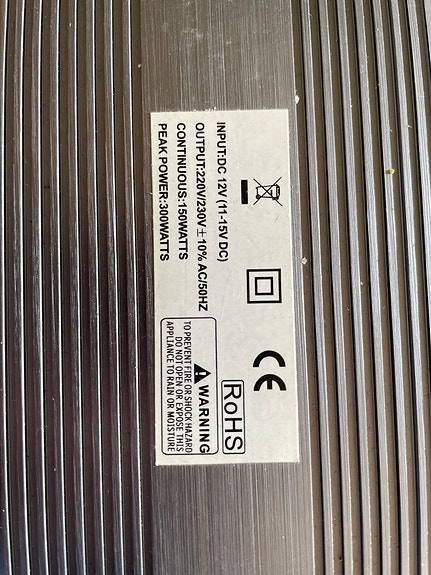 INPUT:DC 12V (11-15V DC)
OUTPUT:220V/230V±10% AC/50HZ
CONTINUOUS:150WATTS
PEAK POWER:300WATTS
CE
RoHS
WARNING
TO PREVENT FIRE OR SHOCK HAZARD
DO NOT OPEN OR EXPOSE THIS
APPLIANCE TO RAIN OR MOISTURE